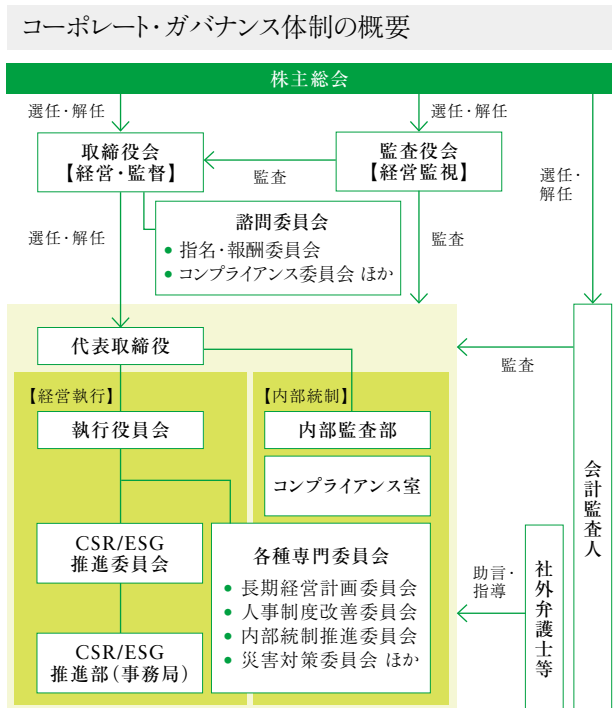 コーポレート・ガバナンス体制の概要
株主総会
選任・解任
選任・解任
取締役会
【経営・監督】
監査
監査役会
【経営監視】
選任・
解任
諮問委員会
● 指名・報酬委員会
● コンプライアンス委員会 ほか
選任・解任
監査
代表取締役
監査
【経営執行】
【内部統制】
執行役員会
内部監査部
コンプライアンス室
会計監査人
CSR/ESG
推進委員会
各種専門委員会
● 長期経営計画委員会
● 人事制度改善委員会
● 内部統制推進委員会
● 災害対策委員会 ほか
助言・
指導
社外弁護士等
CSR/ESG
推進部（事務局）